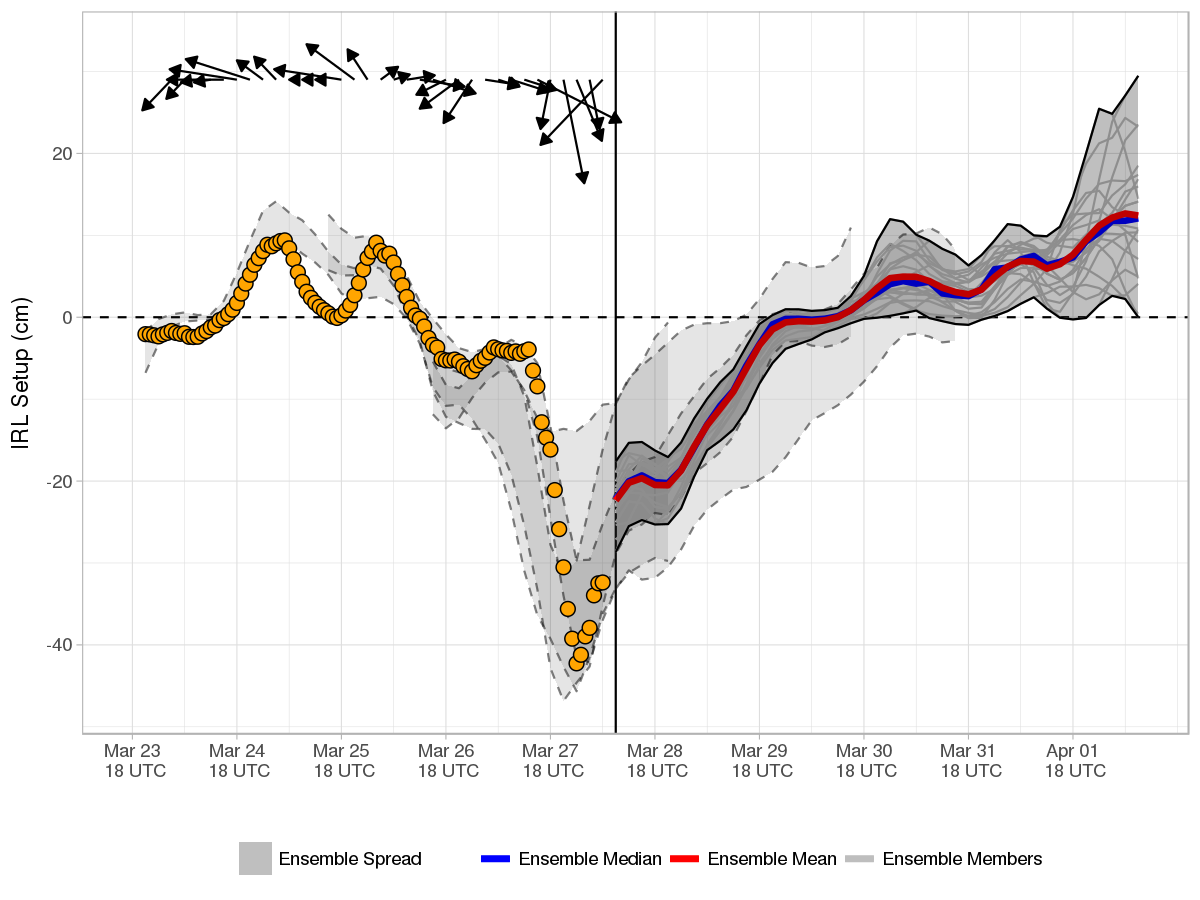 IRL Setup (cm)
20
0
-20
-40
Mar 23 Mar 24 Mar 25 Mar 26 Mar 27 Mar 28 Mar 29 Mar 30 Mar 31 Apr 01
18 UTC 18 UTC 18 UTC 18 UTC 18 UTC 18 UTC 18 UTC 18 UTC 18 UTC 18 UTC
Ensemble Spread Ensemble Median Ensemble Mean Ensemble Members